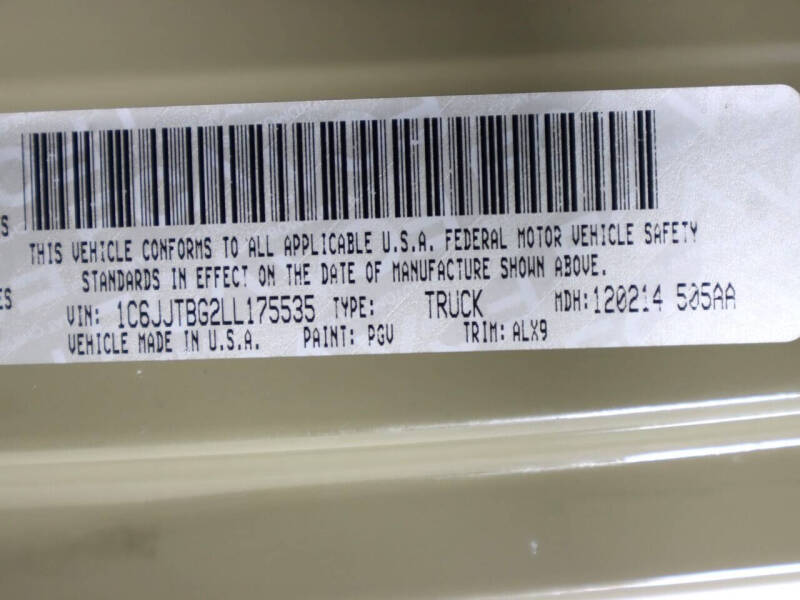 S
THIS VEHICLE CONFORMS TO ALL APPLICABLE U.S.A. FEDERAL MOTOR VEHICLE SAFETY
STANDARDS IN EFFECT ON THE DATE OF MANUFACTURE SHOWN ABOVE.
ES
VIN: 1C6JJTBG2LL175535 TYPE: TRUCK MDH:120214 505AA
VEHICLE MADE IN U.S.A. PAINT: PGV TRIM: ALX9